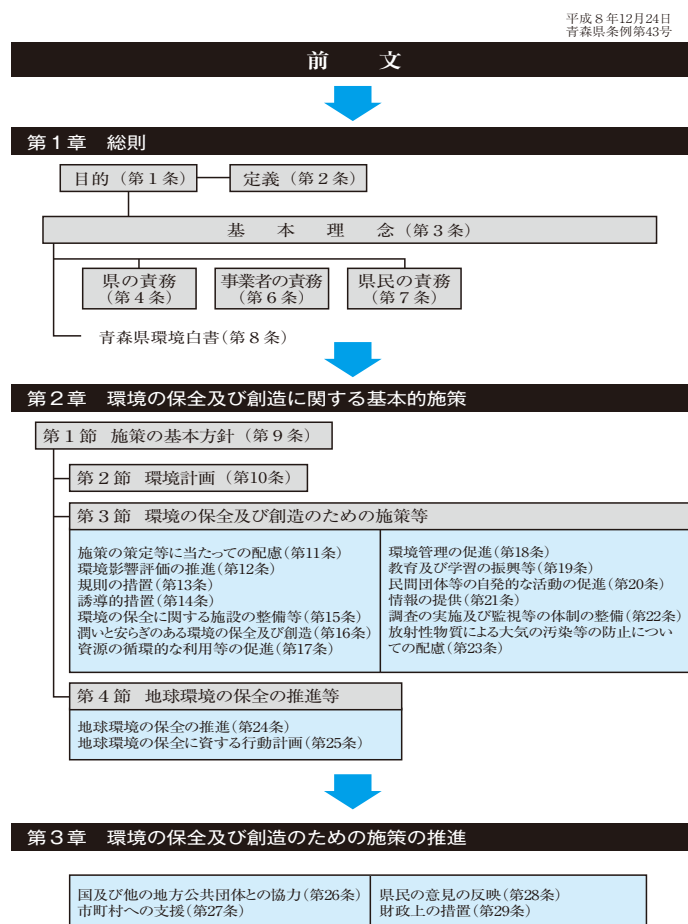 平成８年12月24日
青森県条例第43号
前　文
第１章　総則
目的（第１条）
定義（第２条）
基　本　理　念（第３条）
県の責務
（第４条）
事業者の責務
（第６条）
県民の責務
（第７条）
青森県環境白書（第８条）
第２章　環境の保全及び創造に関する基本的施策
第１節　施策の基本方針（第９条）
第２節　環境計画（第10条）
第３節　環境の保全及び創造のための施策等
施策の策定等に当たっての配慮（第11条）
環境影響評価の推進（第12条）
規則の措置（第13条）
誘導的措置（第14条）
環境の保全に関する施設の整備等（第15条）
潤いと安らぎのある環境の保全及び創造（第16条）
資源の循環的な利用等の促進（第17条）
環境管理の促進（第18条）
教育及び学習の振興等（第19条）
民間団体等の自発的な活動の促進（第20条）
情報の提供（第21条）
調査の実施及び監視等の体制の整備（第22条）
放射性物質による大気の汚染等の防止につい
ての配慮（第23条）
第４節　地球環境の保全の推進等
地球環境の保全の推進（第24条）
地球環境の保全に資する行動計画（第25条）
第３章　環境の保全及び創造のための施策の推進
国及び他の地方公共団体との協力（第26条）
市町村への支援（第27条）
県民の意見の反映（第28条）
財政上の措置（第29条）